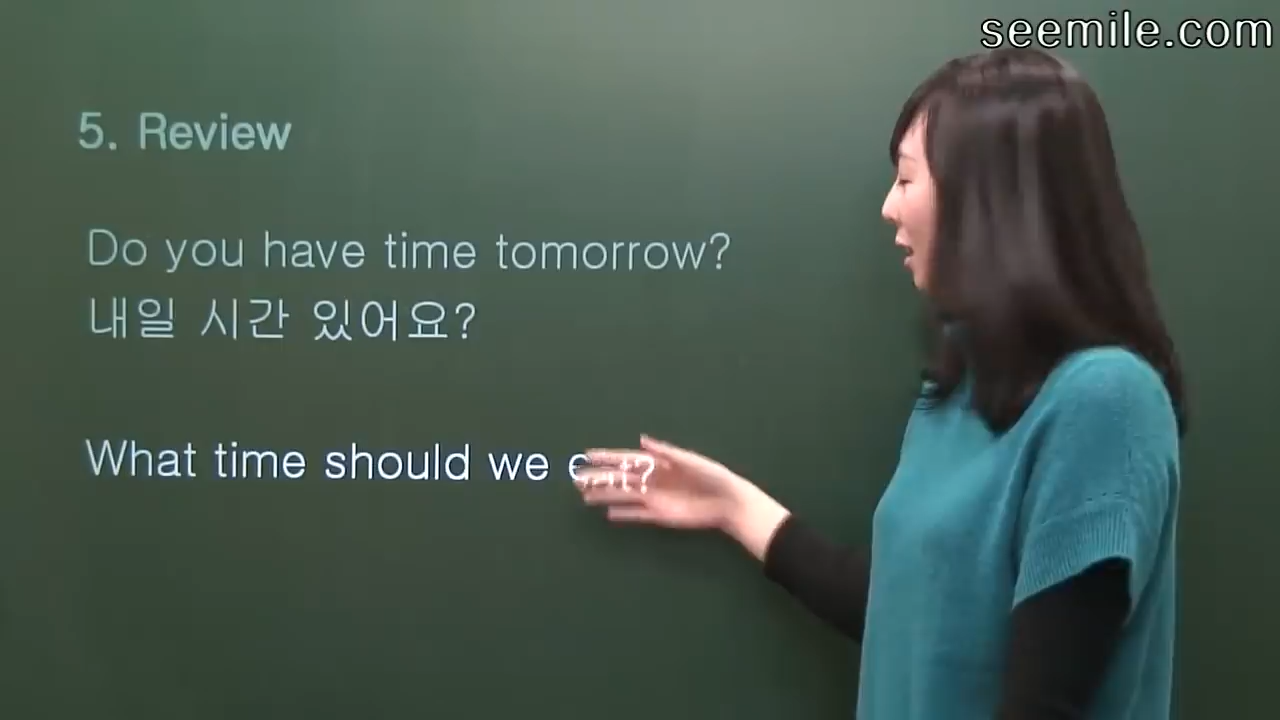 seemile.com
5. Review
Do you have time tomorrow?
내일 시간 있어요?
What time should we eat?